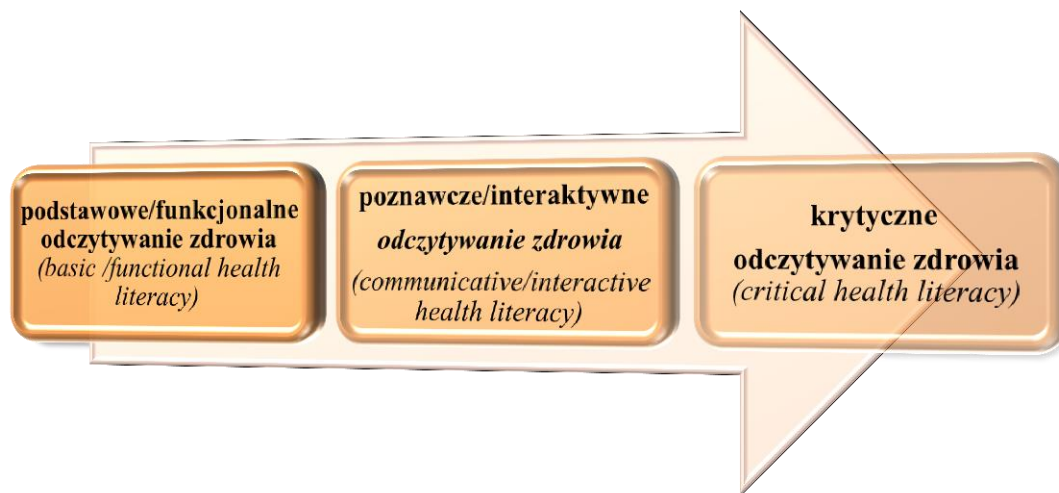 podstawowe/funkcjonalne
odczytywanie zdrowia
(basic /functional health
literacy)
poznawcze/interaktywne
odczytywanie zdrowia
(communicative/interactive
health literacy)
krytyczne
odczytywanie zdrowia
(critical health literacy)